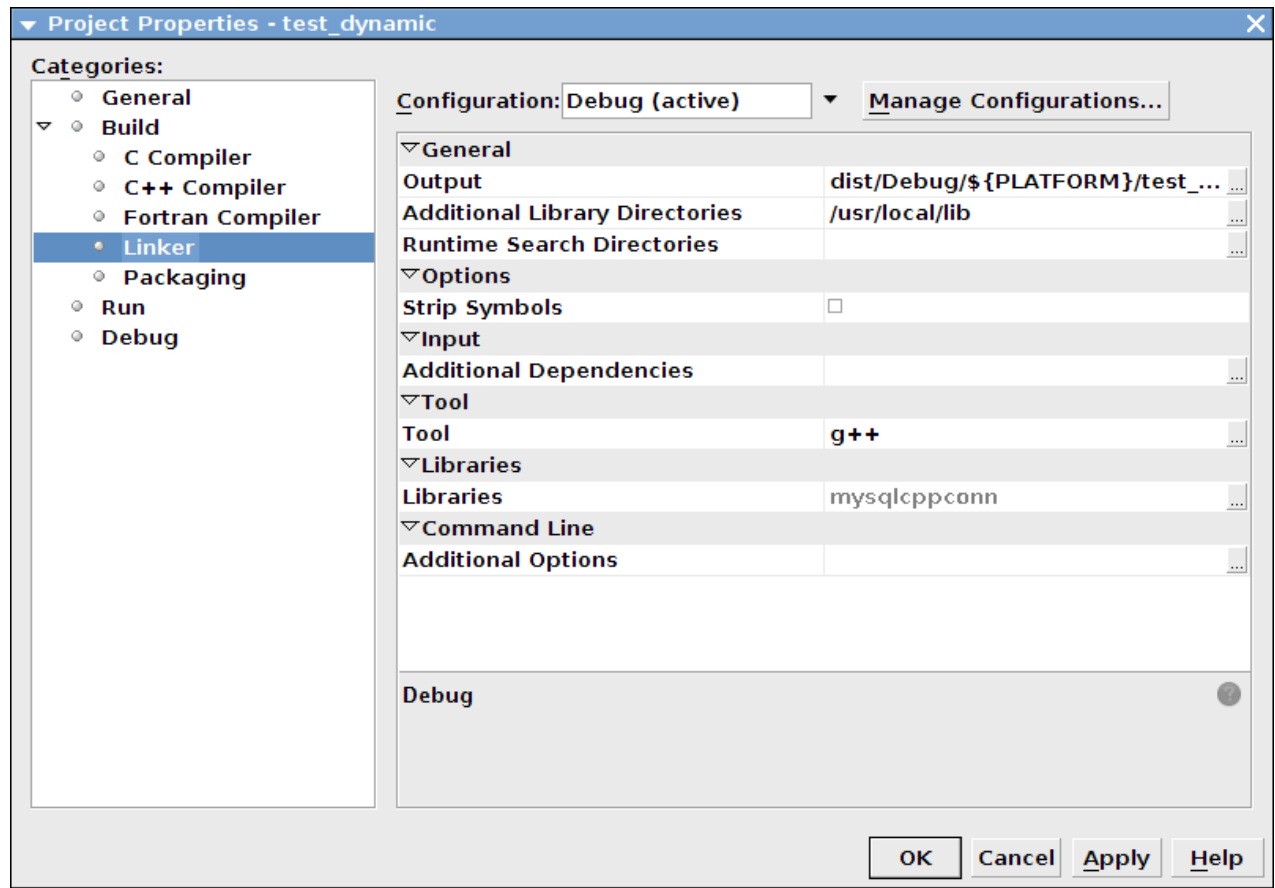 Project Properties - test_dynamic
Categories:
General
Build
C Compiler
C++ Compiler
Fortran Compiler
Linker
Packaging
Run
Debug
Configuration: Debug (active) Manage Configurations...
General
Output dist/Debug/${PLATFORM}/test_... ...
Additional Library Directories /usr/local/lib ...
Runtime Search Directories ...
Options
Strip Symbols
Input
Additional Dependencies ...
Tool
Tool g++ ...
Libraries
Libraries mysqlcppconn ...
Command Line
Additional Options ...
Debug ?
OK Cancel Apply Help